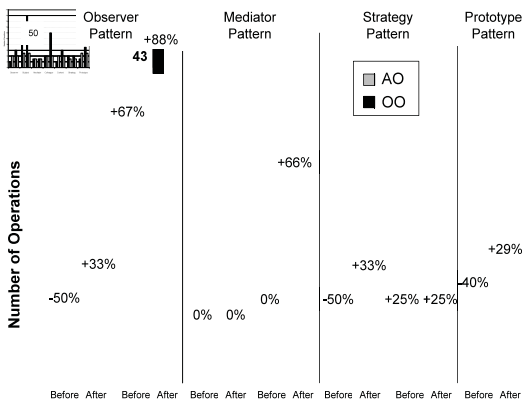 Observer Pattern
Mediator Pattern
Strategy Pattern
Prototype Pattern
50
+88%
43
AO
OO
+67%
+66%
Number of Operations
+29%
+33%
+33%
-40%
-50%
0%
-50%
+25%
+25%
0%
0%
Before After Before After Before After Before After Before After Before After Before After